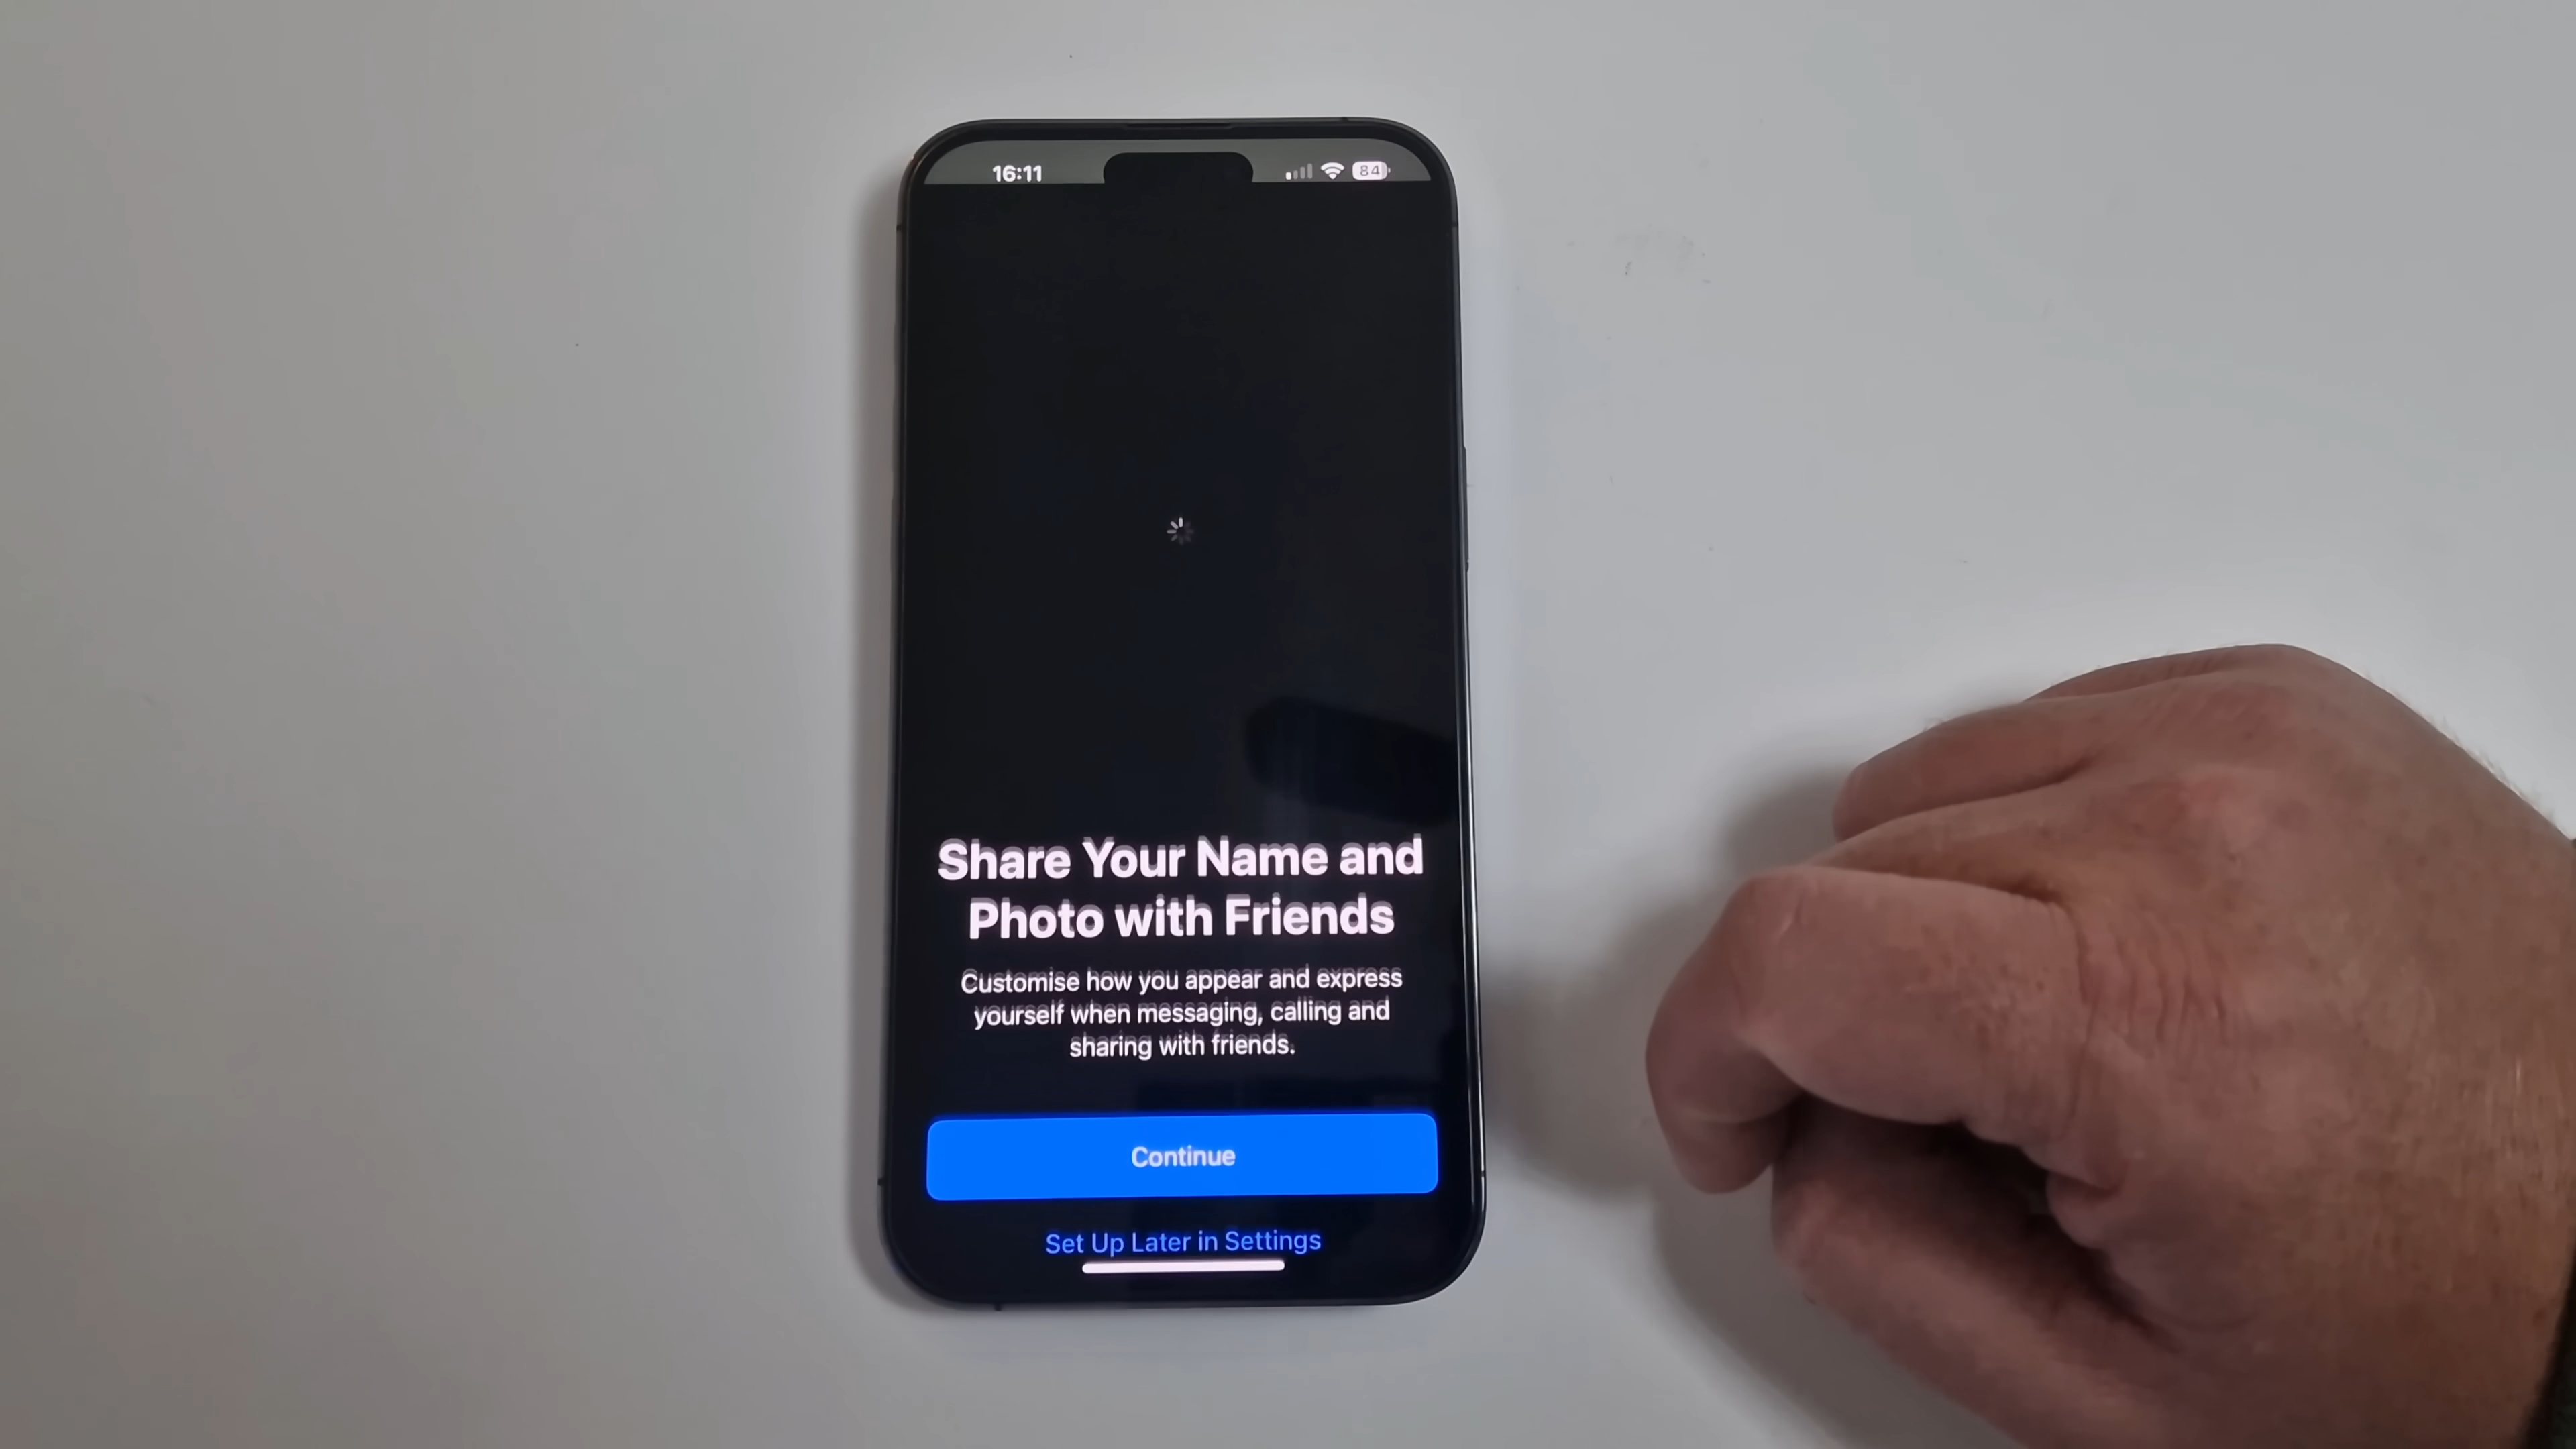 16:11
84
Share Your Name and
Photo with Friends
Customise how you appear and express
yourself when messaging, calling and
sharing with friends.
Continue
Set Up Later in Settings